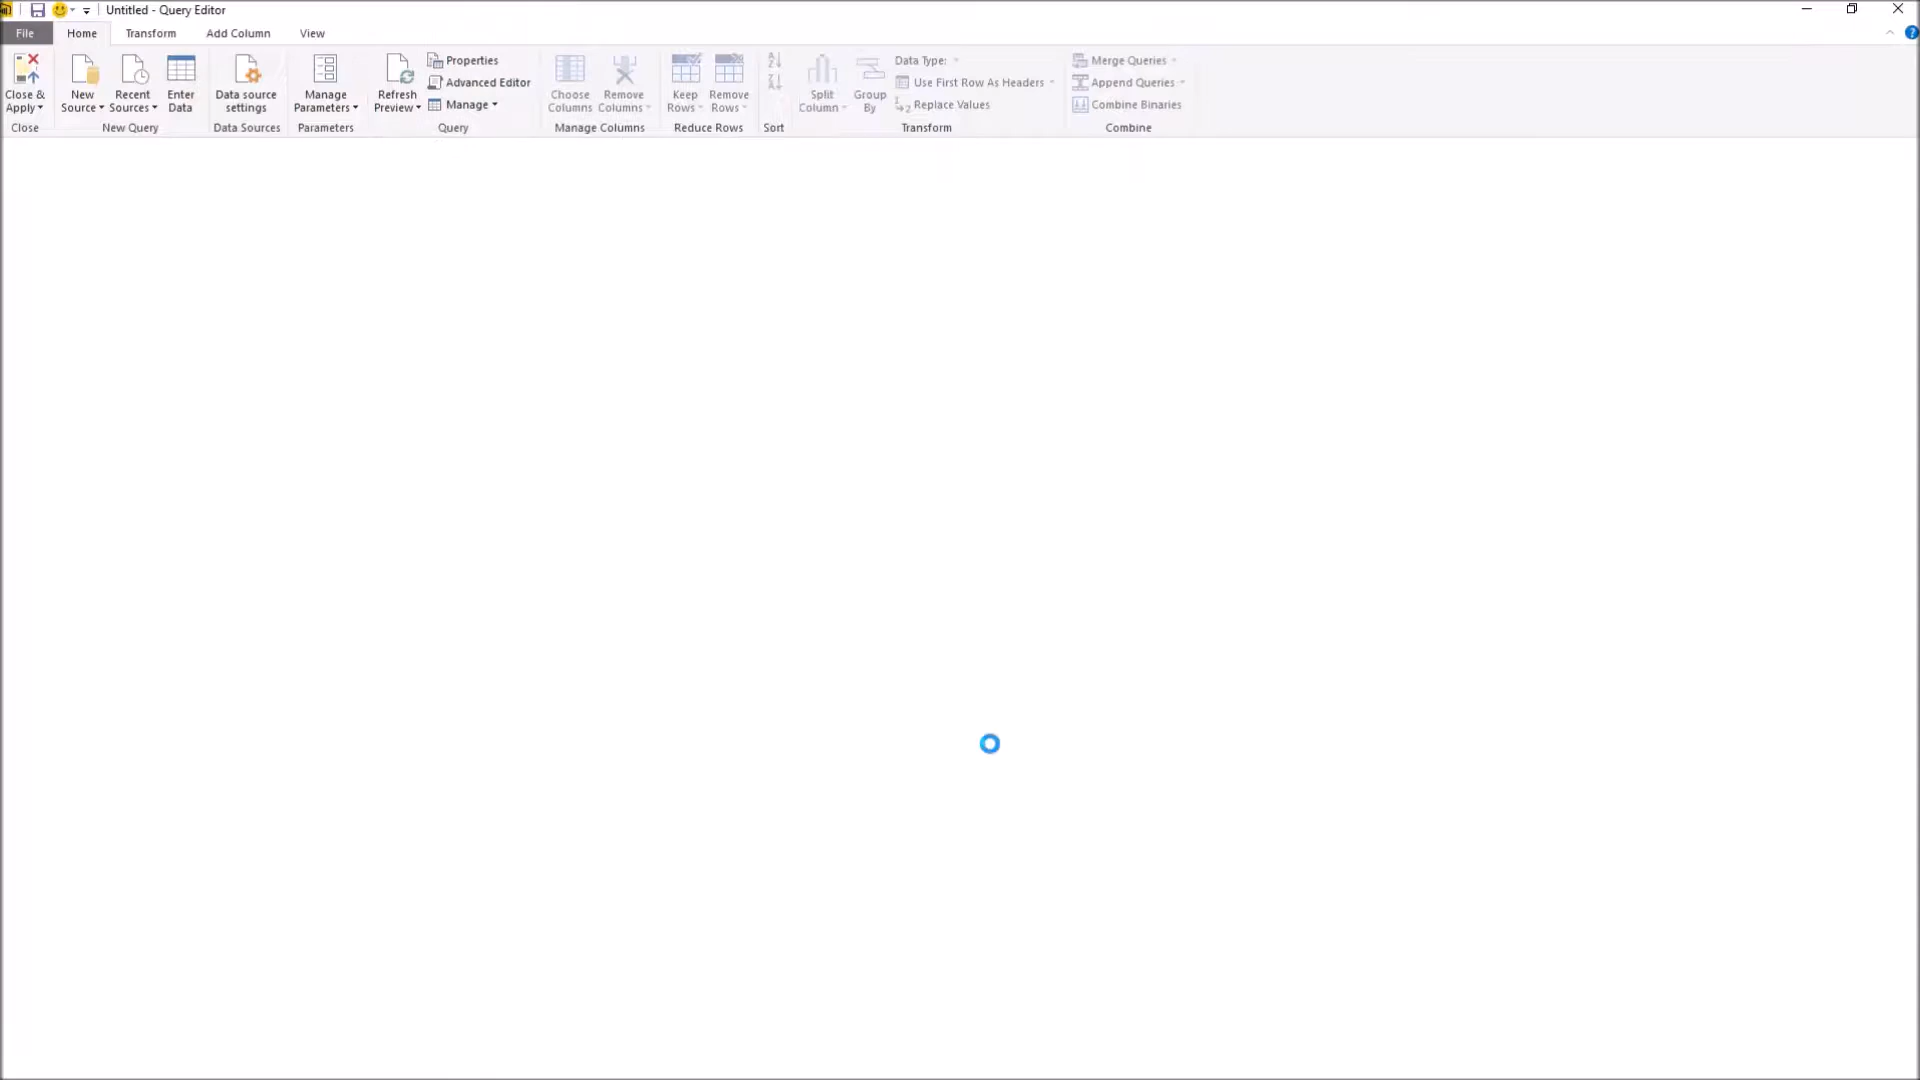 Untitled - Query Editor
File
Home
Transform
Add Column
View
Close &
Apply
Close
New
Source
Recent
Sources
Enter
Data
New Query
Data source
settings
Data Sources
Manage
Parameters
Parameters
Refresh
Preview
Properties
Advanced Editor
Manage
Query
Choose
Columns
Remove
Columns
Manage Columns
Keep
Rows
Remove
Rows
Reduce Rows
Sort
Split
Column
Group
By
Data Type:
Use First Row As Headers
Replace Values
Transform
Merge Queries
Append Queries
Combine Binaries
Combine